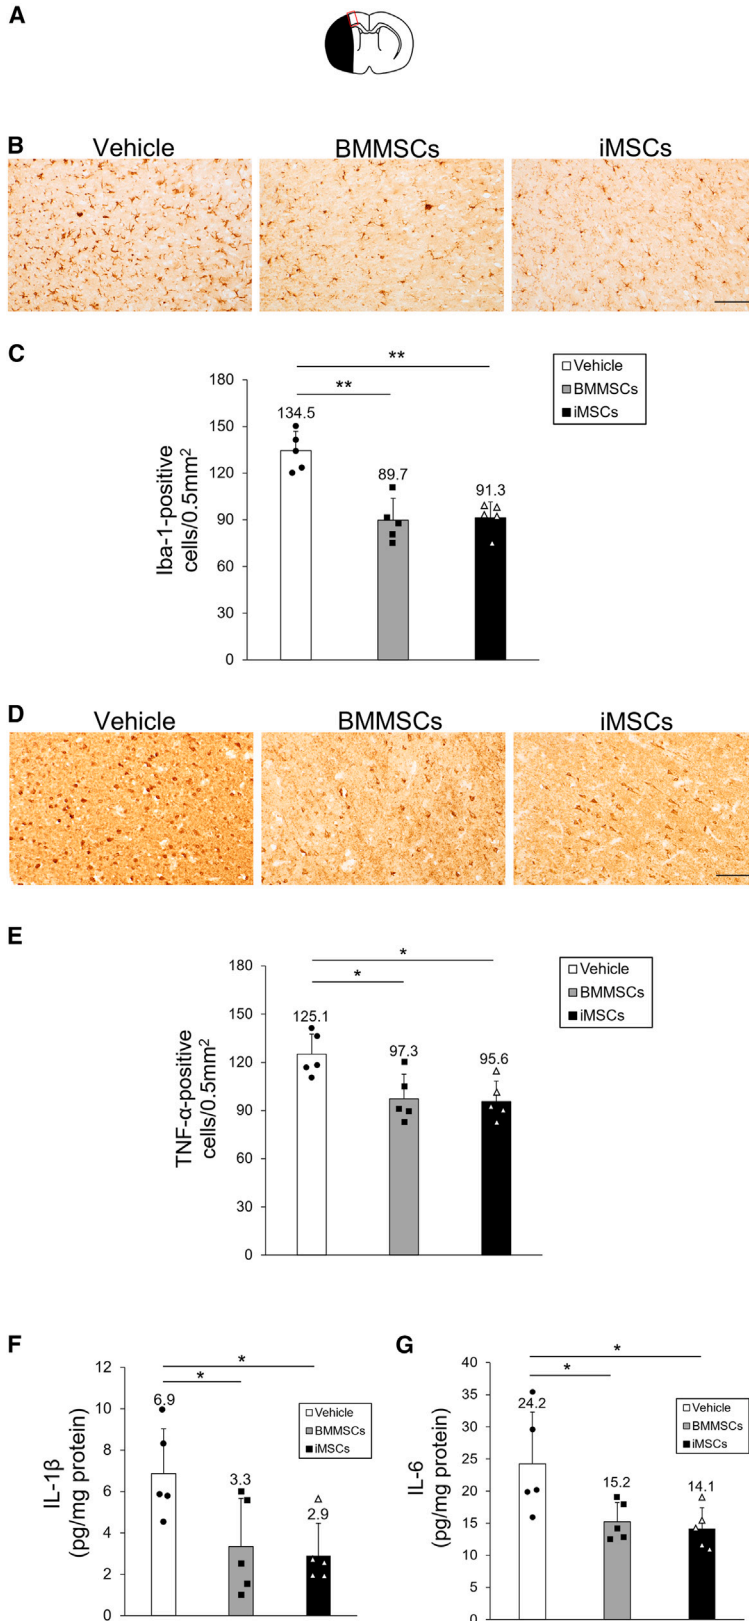 A
B
Vehicle
BMMSCs
iMSCs
C
**
**
Vehicle
BMMSCs
iMSCs
180
150
120
90
60
30
0
Iba-1-positive
cells/0.5mm²
134.5
89.7
91.3
D
Vehicle
BMMSCs
iMSCs
E
*
*
Vehicle
BMMSCs
iMSCs
180
150
120
90
60
30
0
TNF-α-positive
cells/0.5mm²
125.1
97.3
95.6
F
*
*
Vehicle
BMMSCs
iMSCs
12
10
8
6
4
2
0
IL-1β
(pg/mg protein)
6.9
3.3
2.9
G
*
*
Vehicle
BMMSCs
iMSCs
40
35
30
25
20
15
10
5
0
IL-6
(pg/mg protein)
24.2
15.2
14.1